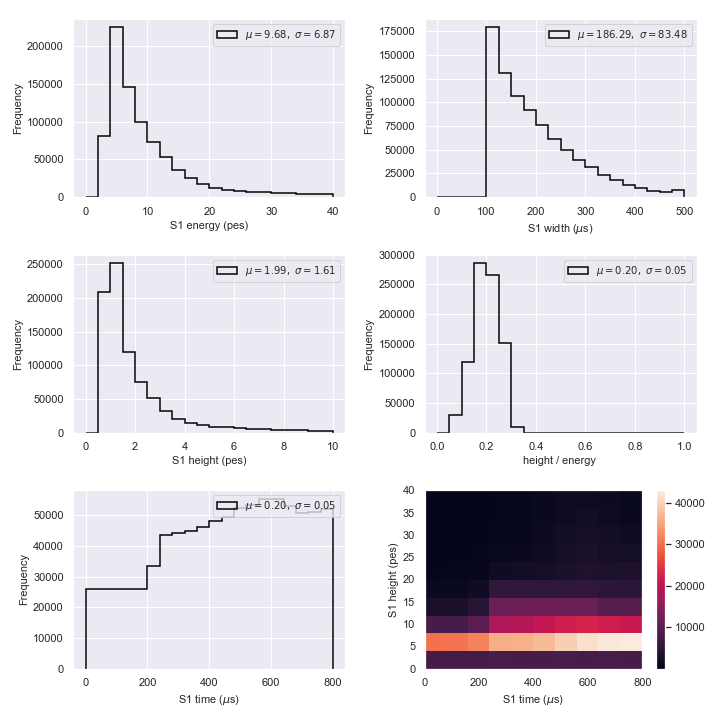 μ = 9.68, σ = 6.87
200000
150000
100000
50000
0
Frequency
0 10 20 30 40
S1 energy (pes)
μ = 186.29, σ = 83.48
175000
150000
125000
100000
75000
50000
25000
0
Frequency
0 100 200 300 400 500
S1 width (μs)
μ = 1.99, σ = 1.61
250000
200000
150000
100000
50000
0
Frequency
0 2 4 6 8 10
S1 height (pes)
μ = 0.20, σ = 0.05
300000
250000
200000
150000
100000
50000
0
Frequency
0.0 0.2 0.4 0.6 0.8 1.0
height / energy
μ = 0.20, σ = 0.05
50000
40000
30000
20000
10000
0
Frequency
0 200 400 600 800
S1 time (μs)
40
35
30
25
20
15
10
5
0
S1 height (pes)
0 200 400 600 800
S1 time (μs)
40000
30000
20000
10000